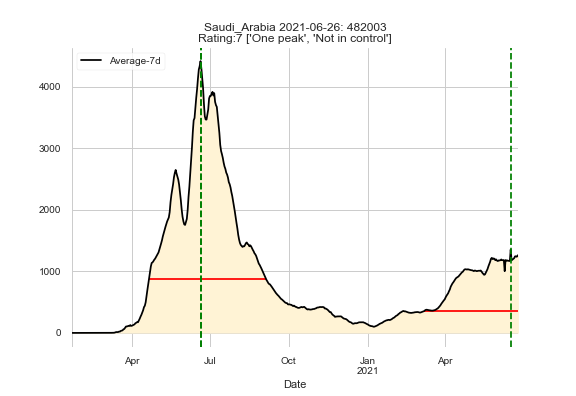 Saudi_Arabia 2021-06-26: 482003
Rating:7 ['One peak', 'Not in control']
Average-7d
4000
3000
2000
1000
0
Apr
Jul
Oct
Jan
2021
Apr
Date